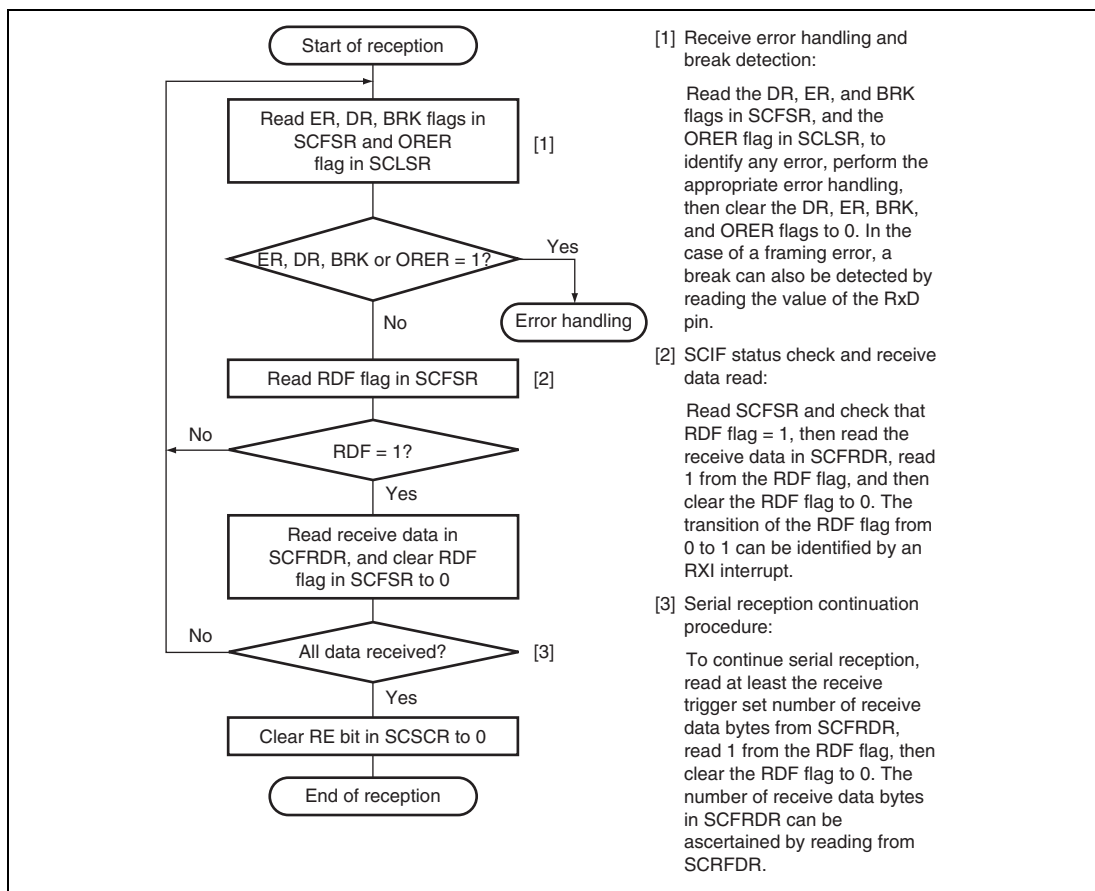 Start of reception
Read ER, DR, BRK flags in
SCFSR and ORER
flag in SCLSR
[1]
ER, DR, BRK or ORER = 1?
Yes
Error handling
No
Read RDF flag in SCFSR
[2]
No
RDF = 1?
Yes
Read receive data in
SCFRDR, and clear RDF
flag in SCFSR to 0
No
All data received?
[3]
Yes
Clear RE bit in SCSCR to 0
End of reception
[1] Receive error handling and
break detection:
Read the DR, ER, and BRK
flags in SCFSR, and the
ORER flag in SCLSR, to
identify any error, perform the
appropriate error handling,
then clear the DR, ER, BRK,
and ORER flags to 0. In the
case of a framing error, a
break can also be detected by
reading the value of the RxD
pin.
[2] SCIF status check and receive
data read:
Read SCFSR and check that
RDF flag = 1, then read the
receive data in SCFRDR, read
1 from the RDF flag, and then
clear the RDF flag to 0. The
transition of the RDF flag from
0 to 1 can be identified by an
RXI interrupt.
[3] Serial reception continuation
procedure:
To continue serial reception,
read at least the receive
trigger set number of receive
data bytes from SCFRDR,
read 1 from the RDF flag, then
clear the RDF flag to 0. The
number of receive data bytes
in SCFRDR can be
ascertained by reading from
SCRFDR.